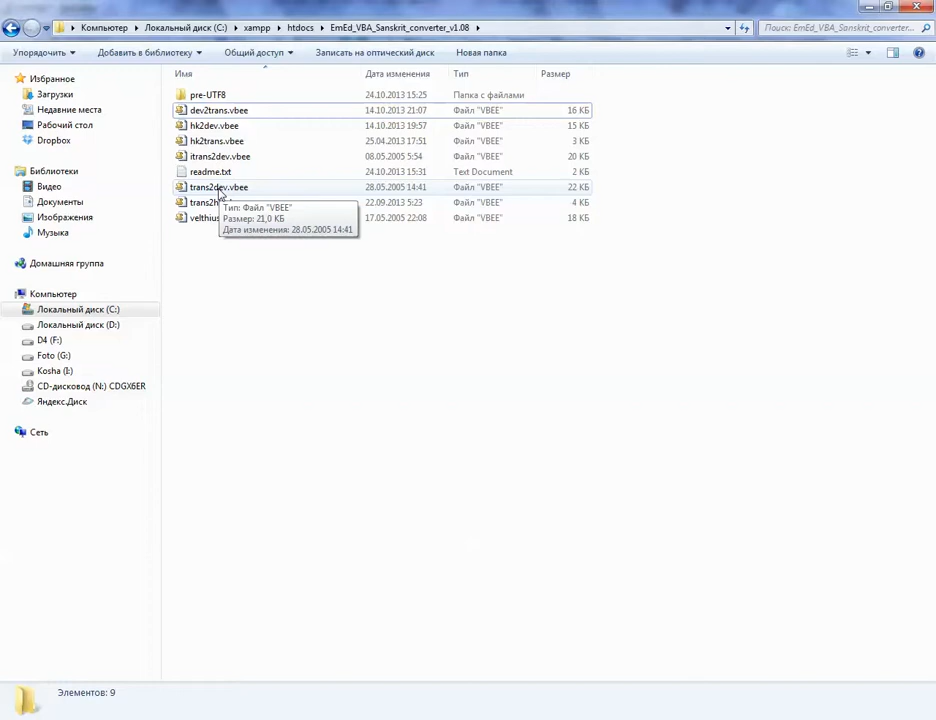 Компьютер
Локальный диск (C:)
xampp
htdocs
EmEd_VBA_Sanskrit_converter_v1.08
Поиск: EmEd_VBA_Sanskrit_converter...
Упорядочить
Добавить в библиотеку
Общий доступ
Записать на оптический диск
Новая папка
Избранное
Загрузки
Недавние места
Рабочий стол
Dropbox
Библиотеки
Видео
Документы
Изображения
Музыка
Домашняя группа
Компьютер
Локальный диск (C:)
Локальный диск (D:)
D4 (F:)
Foto (G:)
Kosha (I:)
CD-дисковод (N:) CDGX6ER
Яндекс.Диск
Сеть
Имя Дата изменения Тип Размер
pre-UTF8 24.10.2013 15:25 Папка с файлами
dev2trans.vbee 14.10.2013 21:07 Файл "VBEE" 16 КБ
hk2dev.vbee 14.10.2013 19:57 Файл "VBEE" 15 КБ
hk2trans.vbee 25.04.2013 17:51 Файл "VBEE" 3 КБ
itrans2dev.vbee 08.05.2005 5:54 Файл "VBEE" 20 КБ
readme.txt 24.10.2013 15:31 Text Document 2 КБ
trans2dev.vbee 28.05.2005 14:41 Файл "VBEE" 22 КБ
22.09.2013 5:23 Файл "VBEE" 4 КБ
17.05.2005 22:08 Файл "VBEE" 18 КБ
Тип: Файл "VBEE"
Размер: 21,0 КБ
Дата изменения: 28.05.2005 14:41
Элементов: 9